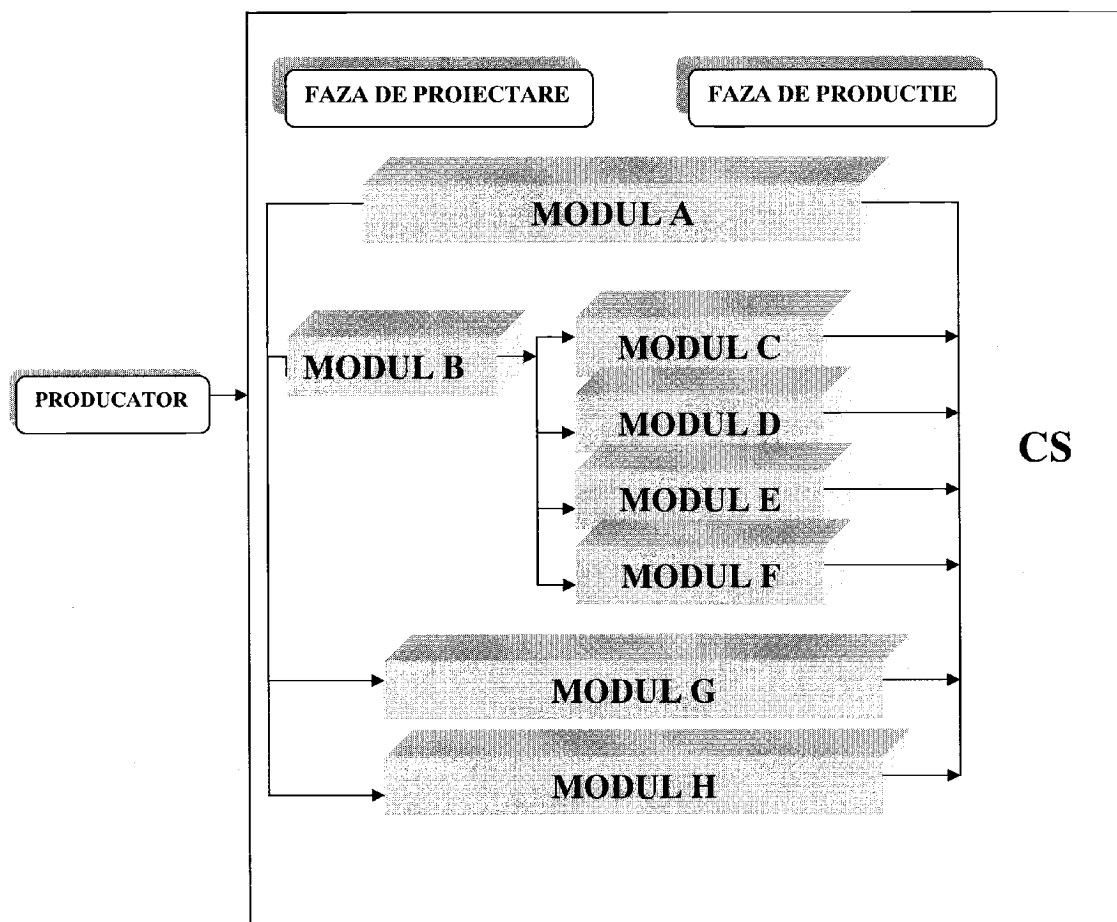 FAZA DE PROIECTARE
FAZA DE PRODUCTIE
MODUL A
MODUL B
MODUL C
PRODUCATOR
MODUL D
CS
MODUL E
MODUL F
MODUL G
MODUL H